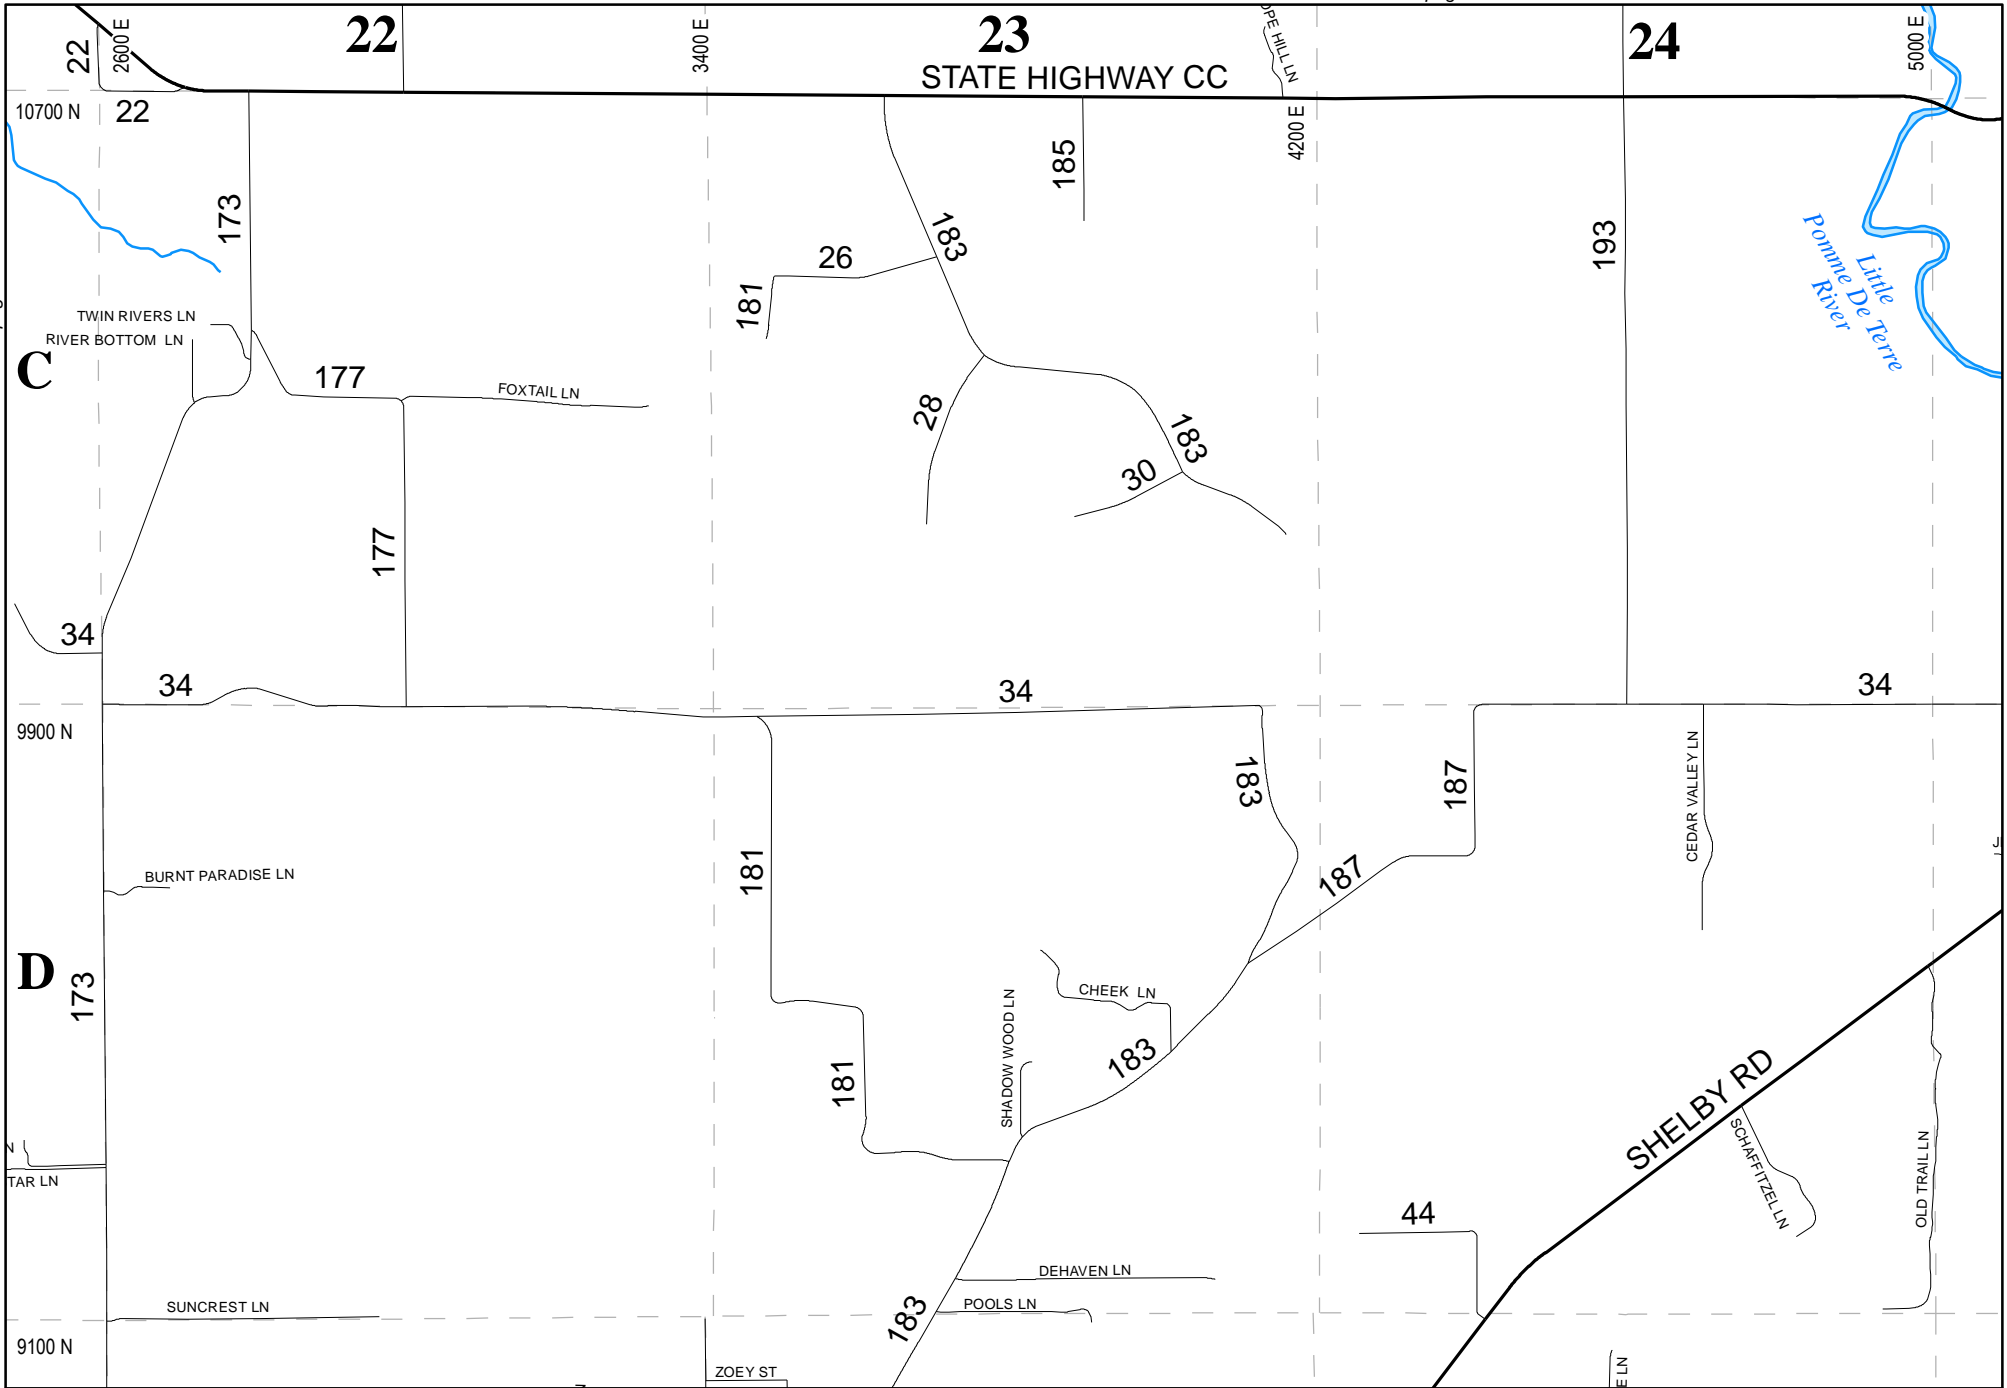 22
2600 E
22
3400 E
23
HILL LN
24
5000 E
STATE HIGHWAY CC
10700 N
22
4200 E
185
173
183
193
26
181
Little
Pomme De Terre
River
TWIN RIVERS LN
RIVER BOTTOM LN
C
177
FOXTAIL LN
28
183
30
177
34
34
34
34
9900 N
183
187
CEDAR VALLEY LN
181
BURNT PARADISE LN
187
D
173
CHEEK LN
SHADOW WOOD LN
183
181
SHELBY RD
SCHAFFITZEL LN
OLD TRAIL LN
TAR LN
44
DEHAVEN LN
SUNCREST LN
POOLS LN
183
9100 N
ZOEY ST
E LN